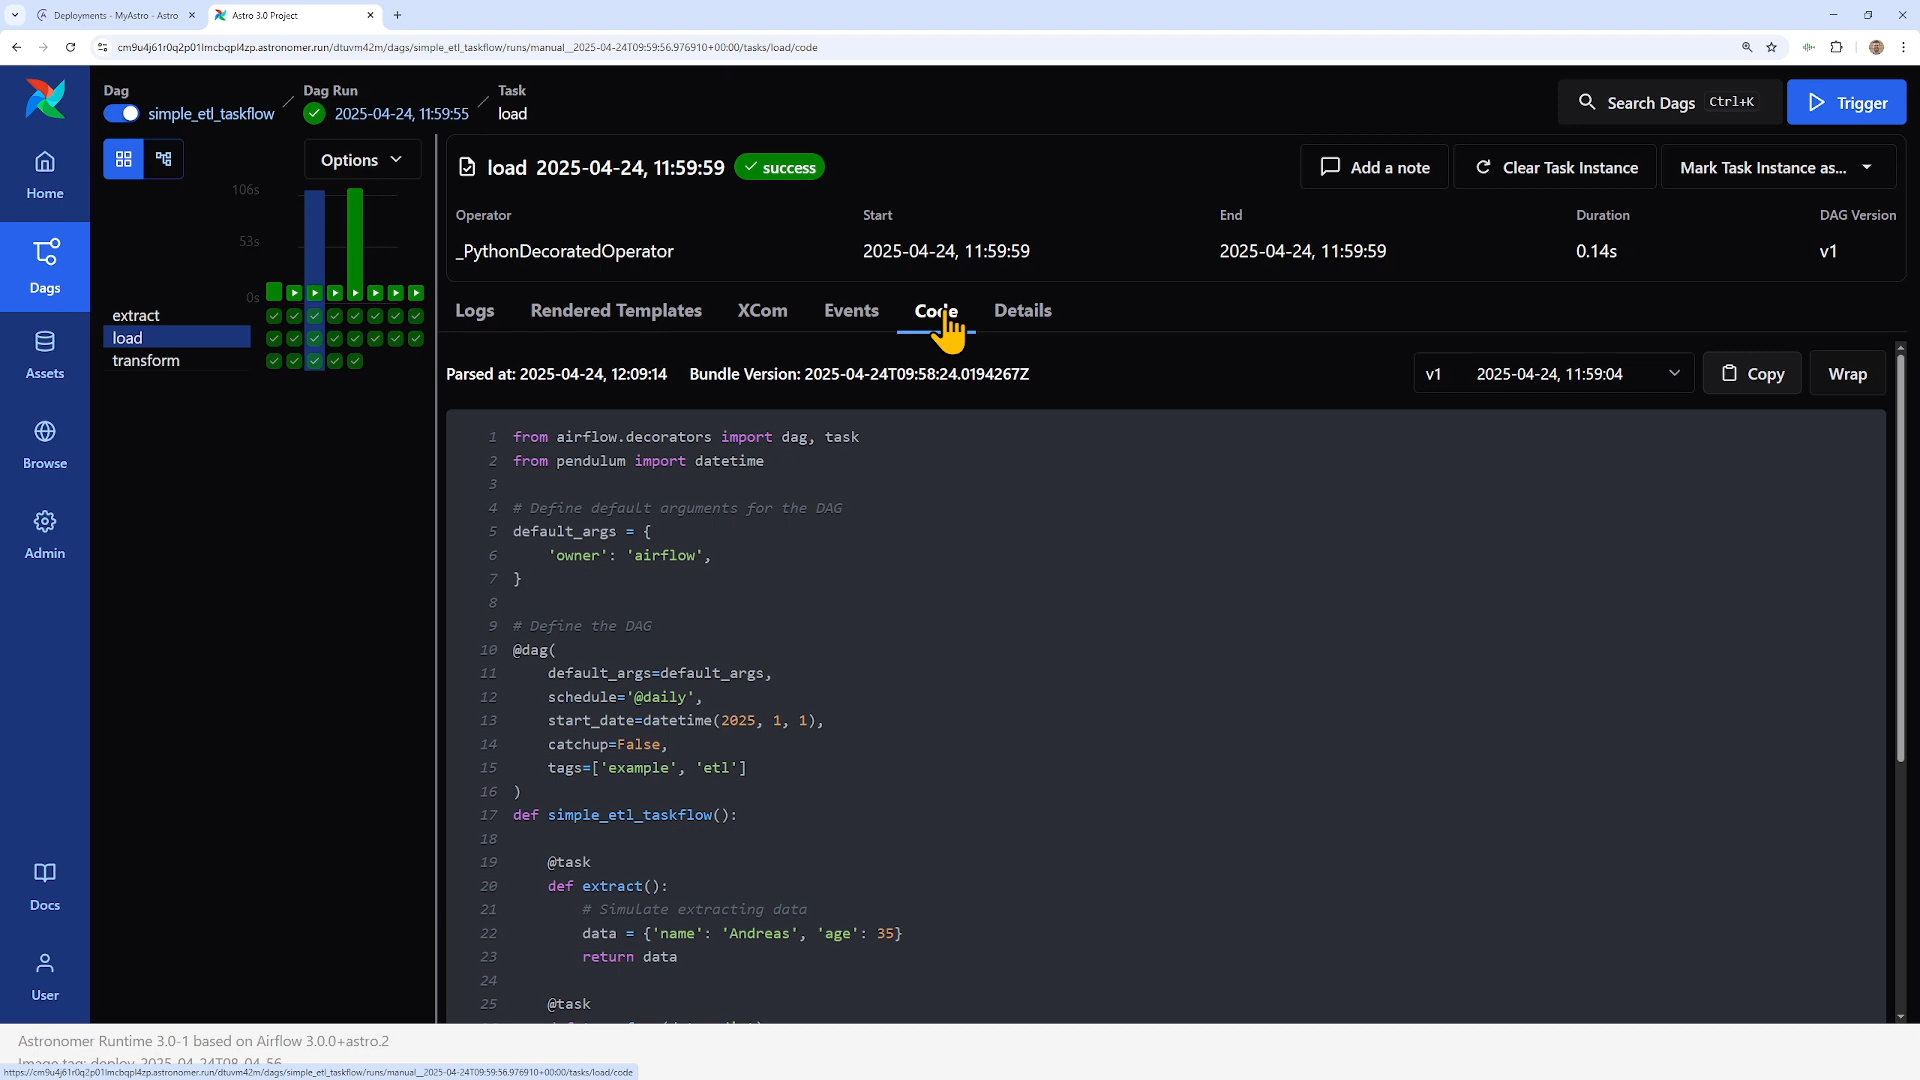 Deployments - MyAstro - Astro
Astro 3.0 Project
cm9u4j61r0q2p01lmcbqpl4zp.astronomer.run/dtuvm42m/dags/simple_etl_taskflow/runs/manual__2025-04-24T09:59:56.976910+00:00/tasks/load/code
Dag
simple_etl_taskflow
Dag Run
2025-04-24, 11:59:55
Task
load
Search Dags Ctrl+K
Trigger
Home
Dags
Assets
Browse
Admin
Docs
User
Options
106s
53s
0s
extract
load
transform
load 2025-04-24, 11:59:59 success
Add a note
Clear Task Instance
Mark Task Instance as...
Operator Start End Duration DAG Version
_PythonDecoratedOperator 2025-04-24, 11:59:59 2025-04-24, 11:59:59 0.14s v1
Logs Rendered Templates XCom Events Code Details
Parsed at: 2025-04-24, 12:09:14 Bundle Version: 2025-04-24T09:58:24.0194267Z
v1 2025-04-24, 11:59:04
Copy
Wrap
1 from airflow.decorators import dag, task
2 from pendulum import datetime
3
4 # Define default arguments for the DAG
5 default_args = {
6 'owner': 'airflow',
7 }
8
9 # Define the DAG
10 @dag(
11 default_args=default_args,
12 schedule='@daily',
13 start_date=datetime(2025, 1, 1),
14 catchup=False,
15 tags=['example', 'etl']
16 )
17 def simple_etl_taskflow():
18
19 @task
20 def extract():
21 # Simulate extracting data
22 data = {'name': 'Andreas', 'age': 35}
23 return data
24
25 @task
Astronomer Runtime 3.0-1 based on Airflow 3.0.0+astro.2
Image tag: deploy-2025-04-24T08-04-56
https://cm9u4j61r0q2p01lmcbqpl4zp.astronomer.run/dtuvm42m/dags/simple_etl_taskflow/runs/manual__2025-04-24T09:59:56.976910+00:00/tasks/load/code